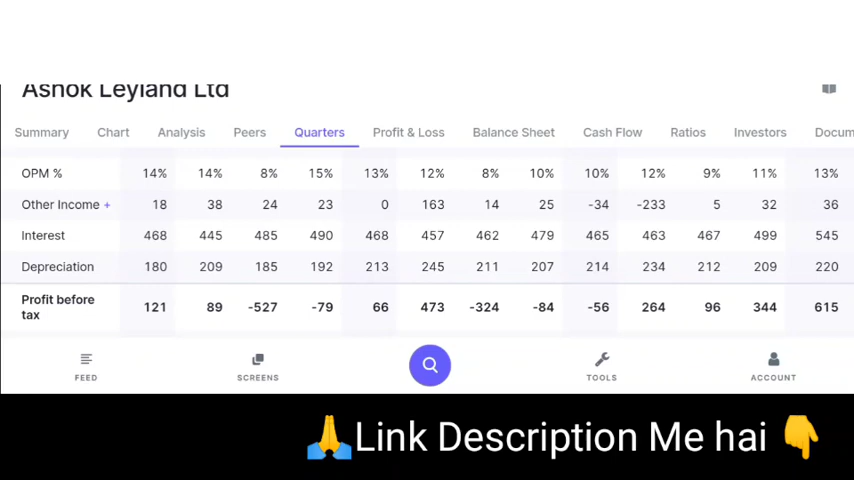 Ashok Leyland Ltd
Summary Chart Analysis Peers Quarters Profit & Loss Balance Sheet Cash Flow Ratios Investors Docum
OPM % 14% 14% 8% 15% 13% 12% 8% 10% 10% 12% 9% 11% 13%
Other Income + 18 38 24 23 0 163 14 25 -34 -233 5 32 36
Interest 468 445 485 490 468 457 462 479 465 463 467 499 545
Depreciation 180 209 185 192 213 245 211 207 214 234 212 209 220
Profit before
tax 121 89 -527 -79 66 473 -324 -84 -56 264 96 344 615
FEED SCREENS TOOLS ACCOUNT
🙏Link Description Me hai 👇